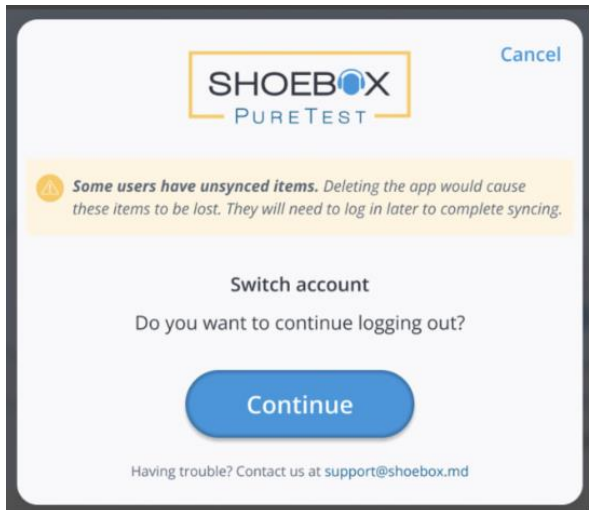 Cancel
SHOEBOX
PURETEST
Some users have unsynced items. Deleting the app would cause
these items to be lost. They will need to log in later to complete syncing.
Switch account
Do you want to continue logging out?
Continue
Having trouble? Contact us at support@shoebox.md